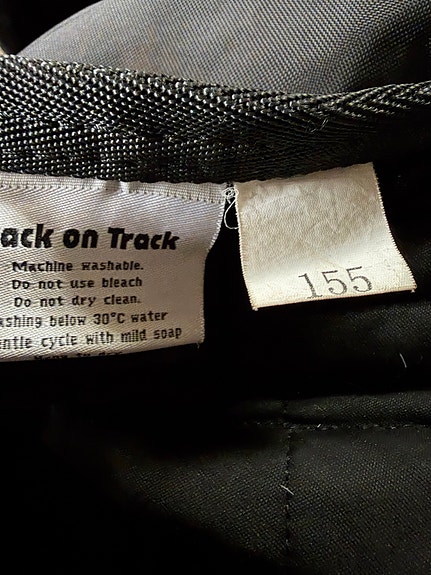 ack on Track
Machine washable.
Do not use bleach
Do not dry clean.
ashing below 30°C water
entle cycle with mild soap
155